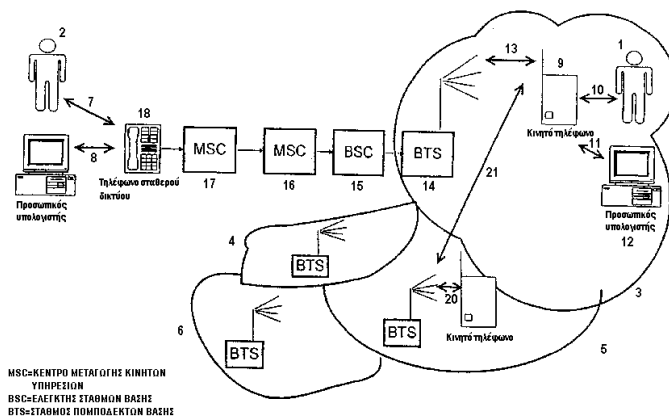 2
13
9
1
7
18
10
8
MSC
MSC
BSC
BTS
Κινητό τηλέφωνο
11
Τηλέφωνο σταθερού
δικτύου
17
16
15
14
21
Προσωπικός
υπολογιστής
Προσωπικός
υπολογιστής
12
4
BTS
3
20
6
BTS
BTS
Κινητό τηλέφωνο
5
MSC=ΚΕΝΤΡΟ ΜΕΤΑΓΩΓΗΣ ΚΙΝΗΤΩΝ
ΥΠΗΡΕΣΙΩΝ
BSC=ΕΛΕΓΚΤΗΣ ΣΤΑΘΜΩΝ ΒΑΣΗΣ
BTS=ΣΤΑΘΜΟΣ ΠΟΜΠΟΔΕΚΤΩΝ ΒΑΣΗΣ